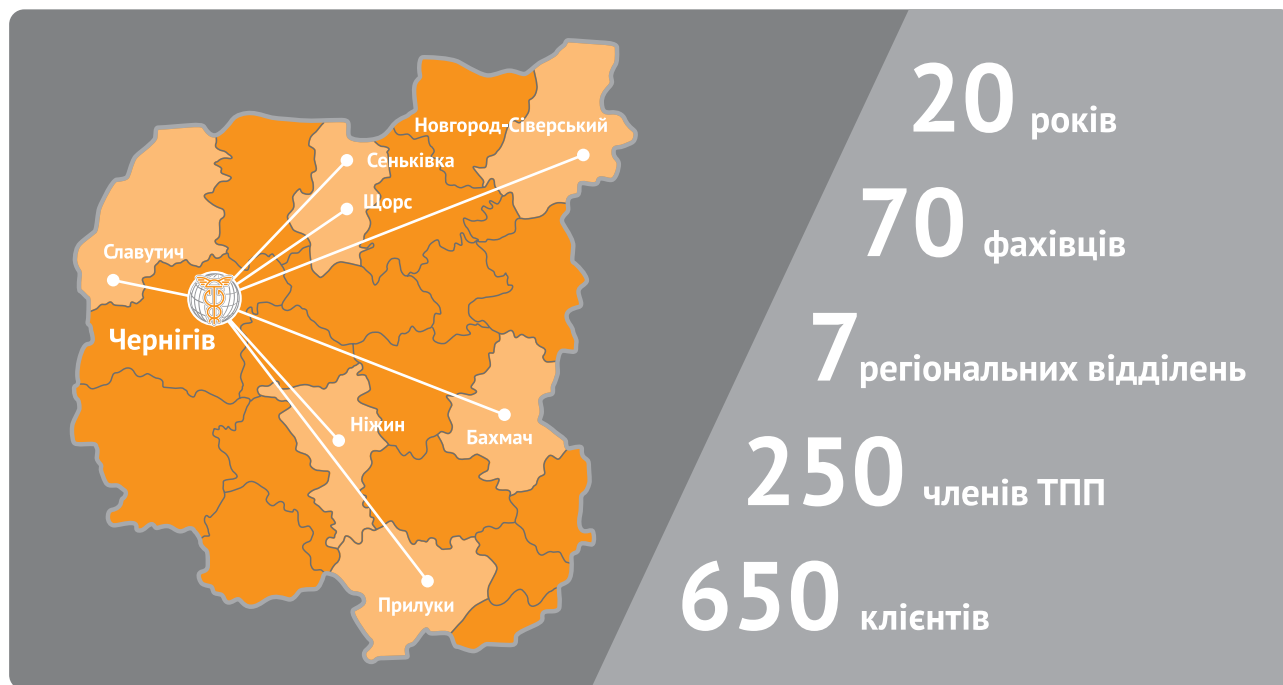 Новгород-Сіверський
Сеньківка
Щорс
Славутич
Чернігів
Ніжин
Бахмач
Прилуки
20 років
70 фахівців
7 регіональних відділень
250 членів ТПП
650 клієнтів